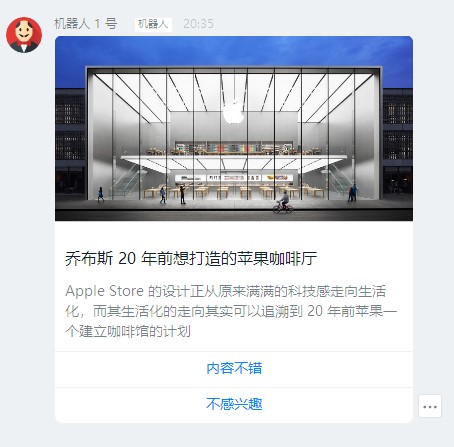 机器人 1 号 机器人 20:35
乔布斯 20 年前想打造的苹果咖啡厅
Apple Store 的设计正从原来满满的科技感走向生活
化，而其生活化的走向其实可以追溯到 20 年前苹果一
个建立咖啡馆的计划
内容不错
不感兴趣